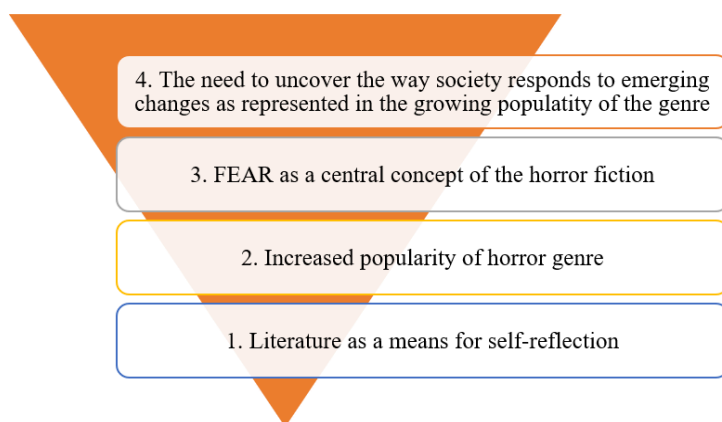 4. The need to uncover the way society responds to emerging
changes as represented in the growing populatity of the genre
3. FEAR as a central concept of the horror fiction
2. Increased popularity of horror genre
1. Literature as a means for self-reflection